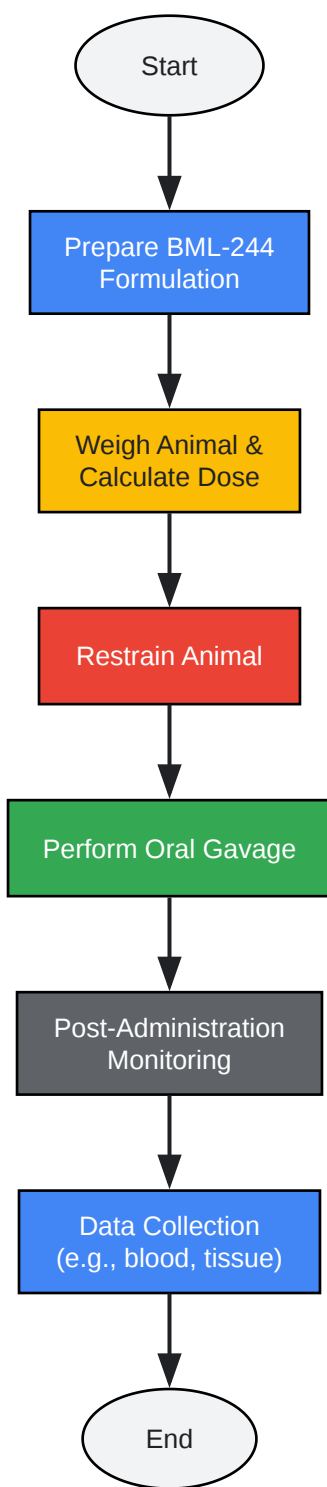 Start
Prepare BML-244
Formulation
Weigh Animal &
Calculate Dose
Restrain Animal
Perform Oral Gavage
Post-Administration
Monitoring
Data Collection
(e.g., blood, tissue)
End